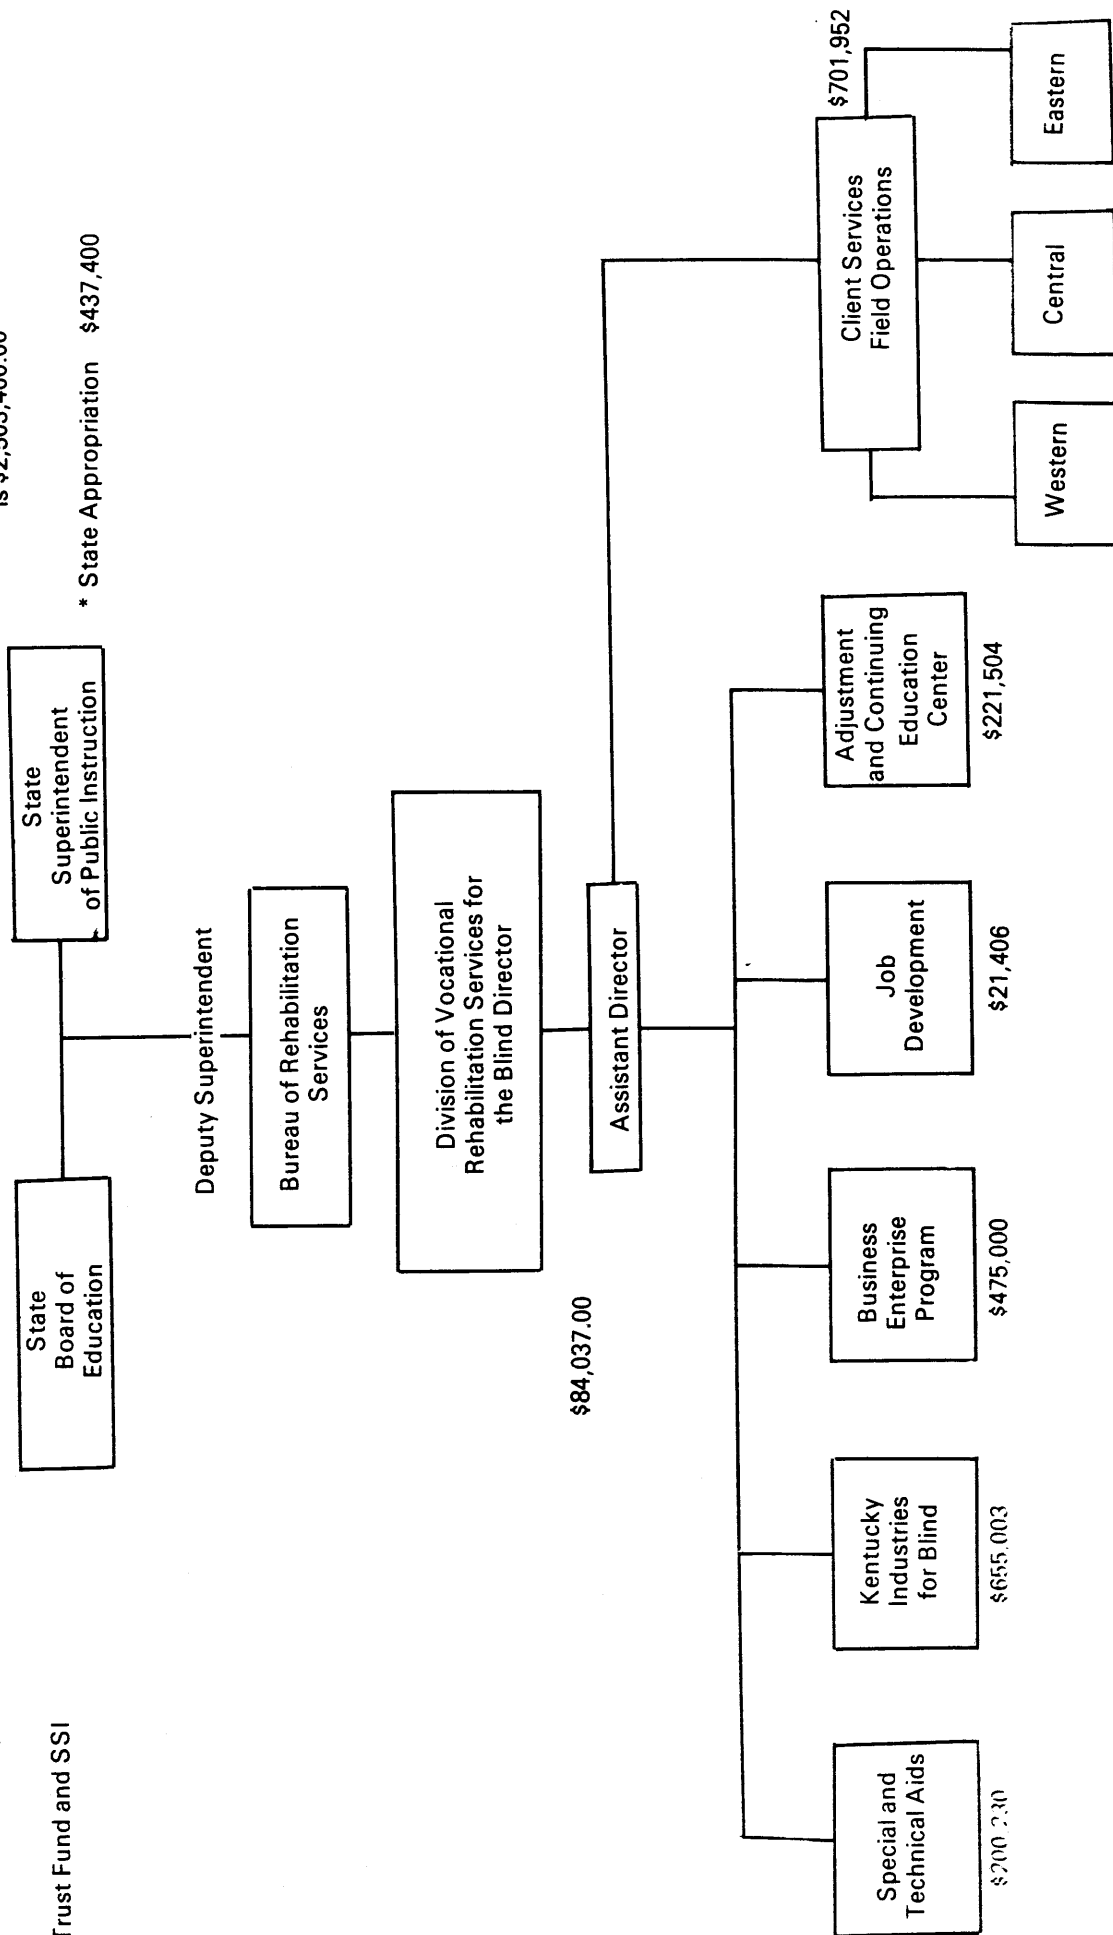 Trust Fund and SSI
* State Appropriation $437,400
State
Board of
Education
State
Superintendent
of Public Instruction
Deputy Superintendent
Bureau of Rehabilitation
Services
Division of Vocational
Rehabilitation Services for
the Blind Director
$84,037.00
Assistant Director
Special and
Technical Aids
$200,230
Kentucky
Industries
for Blind
$655,003
Business
Enterprise
Program
$475,000
Job
Development
$21,406
Adjustment
and Continuing
Education
Center
$221,504
Client Services
Field Operations
$701,952
Western
Central
Eastern